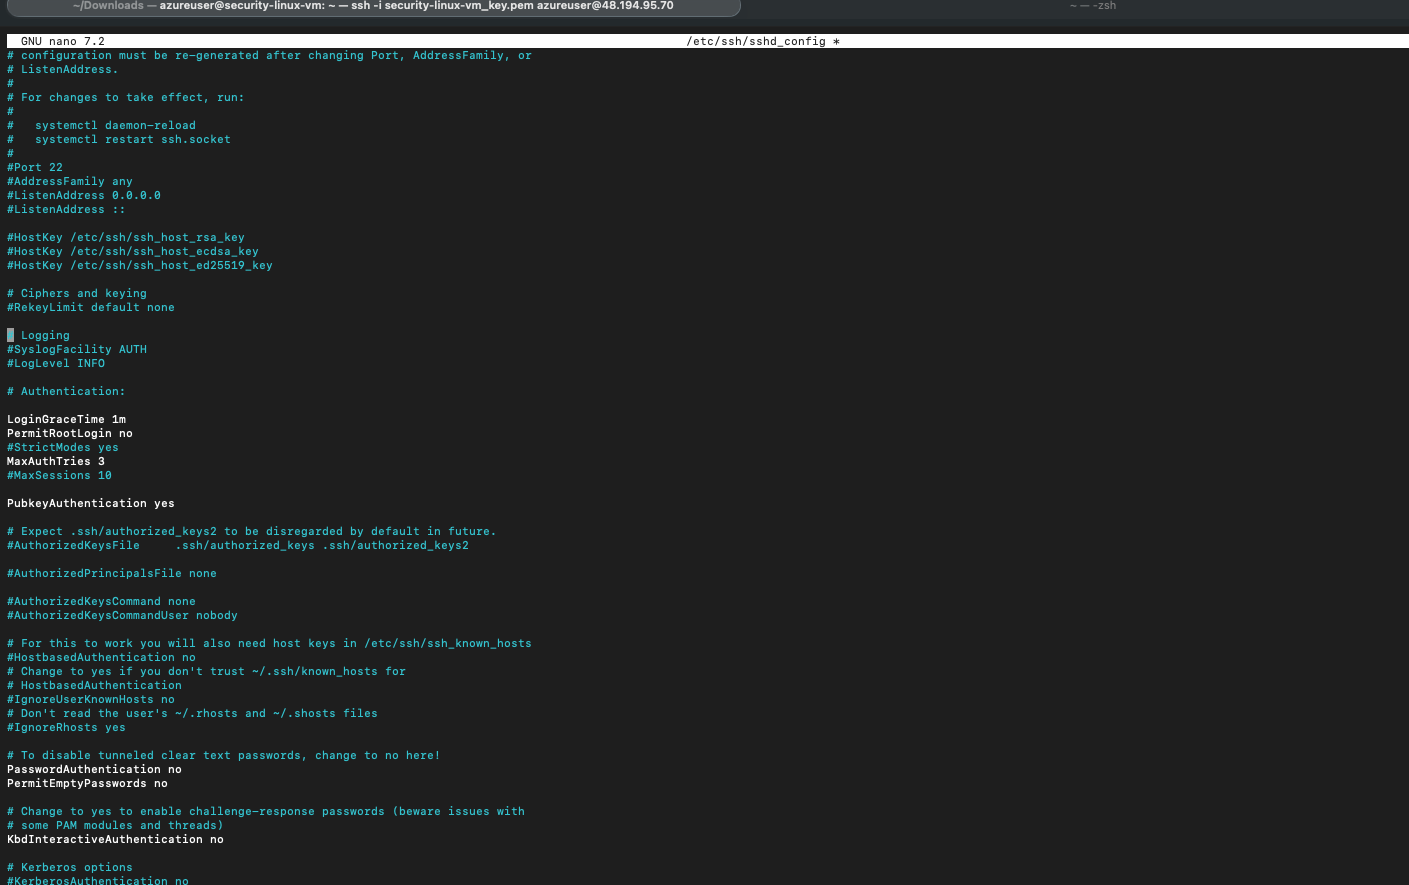 ~/Downloads — azureuser@security-linux-vm: ~ — ssh -i security-linux-vm_key.pem azureuser@48.194.95.70
~ — -zsh
GNU nano 7.2 /etc/ssh/sshd_config *
# configuration must be re-generated after changing Port, AddressFamily, or
# ListenAddress.
#
# For changes to take effect, run:
#
#   systemctl daemon-reload
#   systemctl restart ssh.socket
#
#Port 22
#AddressFamily any
#ListenAddress 0.0.0.0
#ListenAddress ::

#HostKey /etc/ssh/ssh_host_rsa_key
#HostKey /etc/ssh/ssh_host_ecdsa_key
#HostKey /etc/ssh/ssh_host_ed25519_key

# Ciphers and keying
#RekeyLimit default none

# Logging
#SyslogFacility AUTH
#LogLevel INFO

# Authentication:

LoginGraceTime 1m
PermitRootLogin no
#StrictModes yes
MaxAuthTries 3
#MaxSessions 10

PubkeyAuthentication yes

# Expect .ssh/authorized_keys2 to be disregarded by default in future.
#AuthorizedKeysFile     .ssh/authorized_keys .ssh/authorized_keys2

#AuthorizedPrincipalsFile none

#AuthorizedKeysCommand none
#AuthorizedKeysCommandUser nobody

# For this to work you will also need host keys in /etc/ssh/ssh_known_hosts
#HostbasedAuthentication no
# Change to yes if you don't trust ~/.ssh/known_hosts for
# HostbasedAuthentication
#IgnoreUserKnownHosts no
# Don't read the user's ~/.rhosts and ~/.shosts files
#IgnoreRhosts yes

# To disable tunneled clear text passwords, change to no here!
PasswordAuthentication no
PermitEmptyPasswords no

# Change to yes to enable challenge-response passwords (beware issues with
# some PAM modules and threads)
KbdInteractiveAuthentication no

# Kerberos options
#KerberosAuthentication no